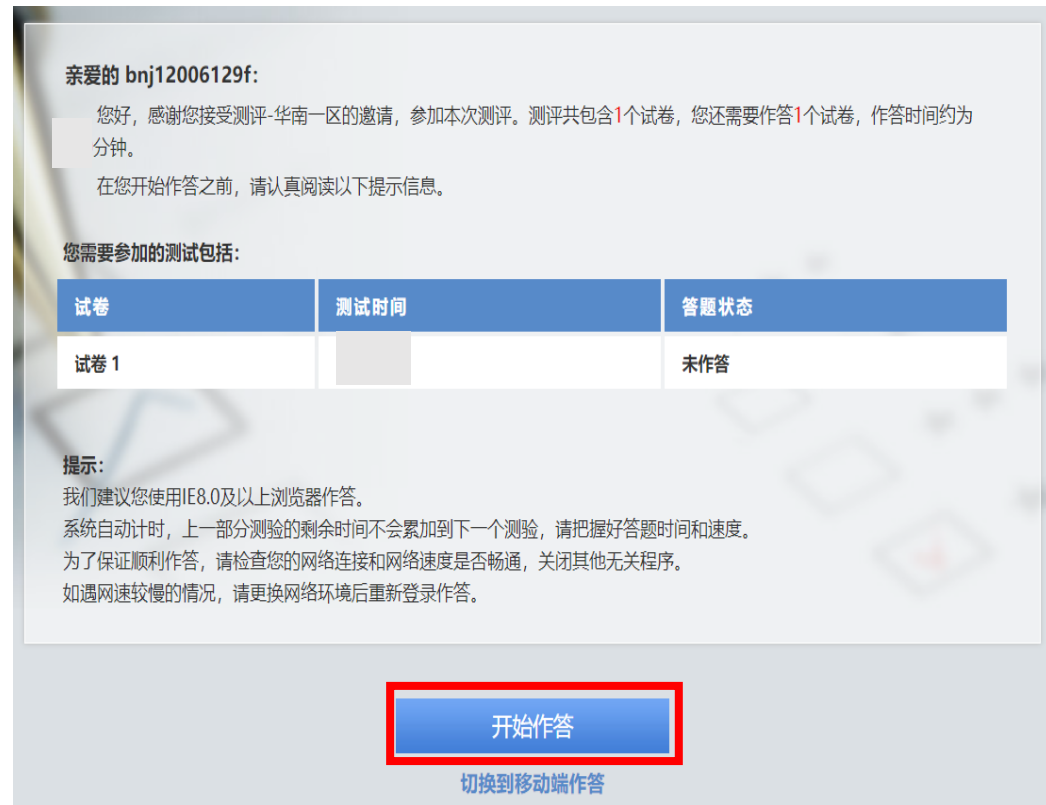 亲爱的 bnj12006129f：
您好，感谢您接受测评-华南一区的邀请，参加本次测评。测评共包含1个试卷，您还需要作答1个试卷，作答时间约为
分钟。
在您开始作答之前，请认真阅读以下提示信息。
您需要参加的测试包括：
试卷 测试时间 答题状态
试卷 1 未作答
提示：
我们建议您使用IE8.0及以上浏览器作答。
系统自动计时，上一部分测验的剩余时间不会累加到下一个测验，请把握好答题时间和速度。
为了保证顺利作答，请检查您的网络连接和网络速度是否畅通，关闭其他无关程序。
如遇网速较慢的情况，请更换网络环境后重新登录作答。
开始作答
切换到移动端作答